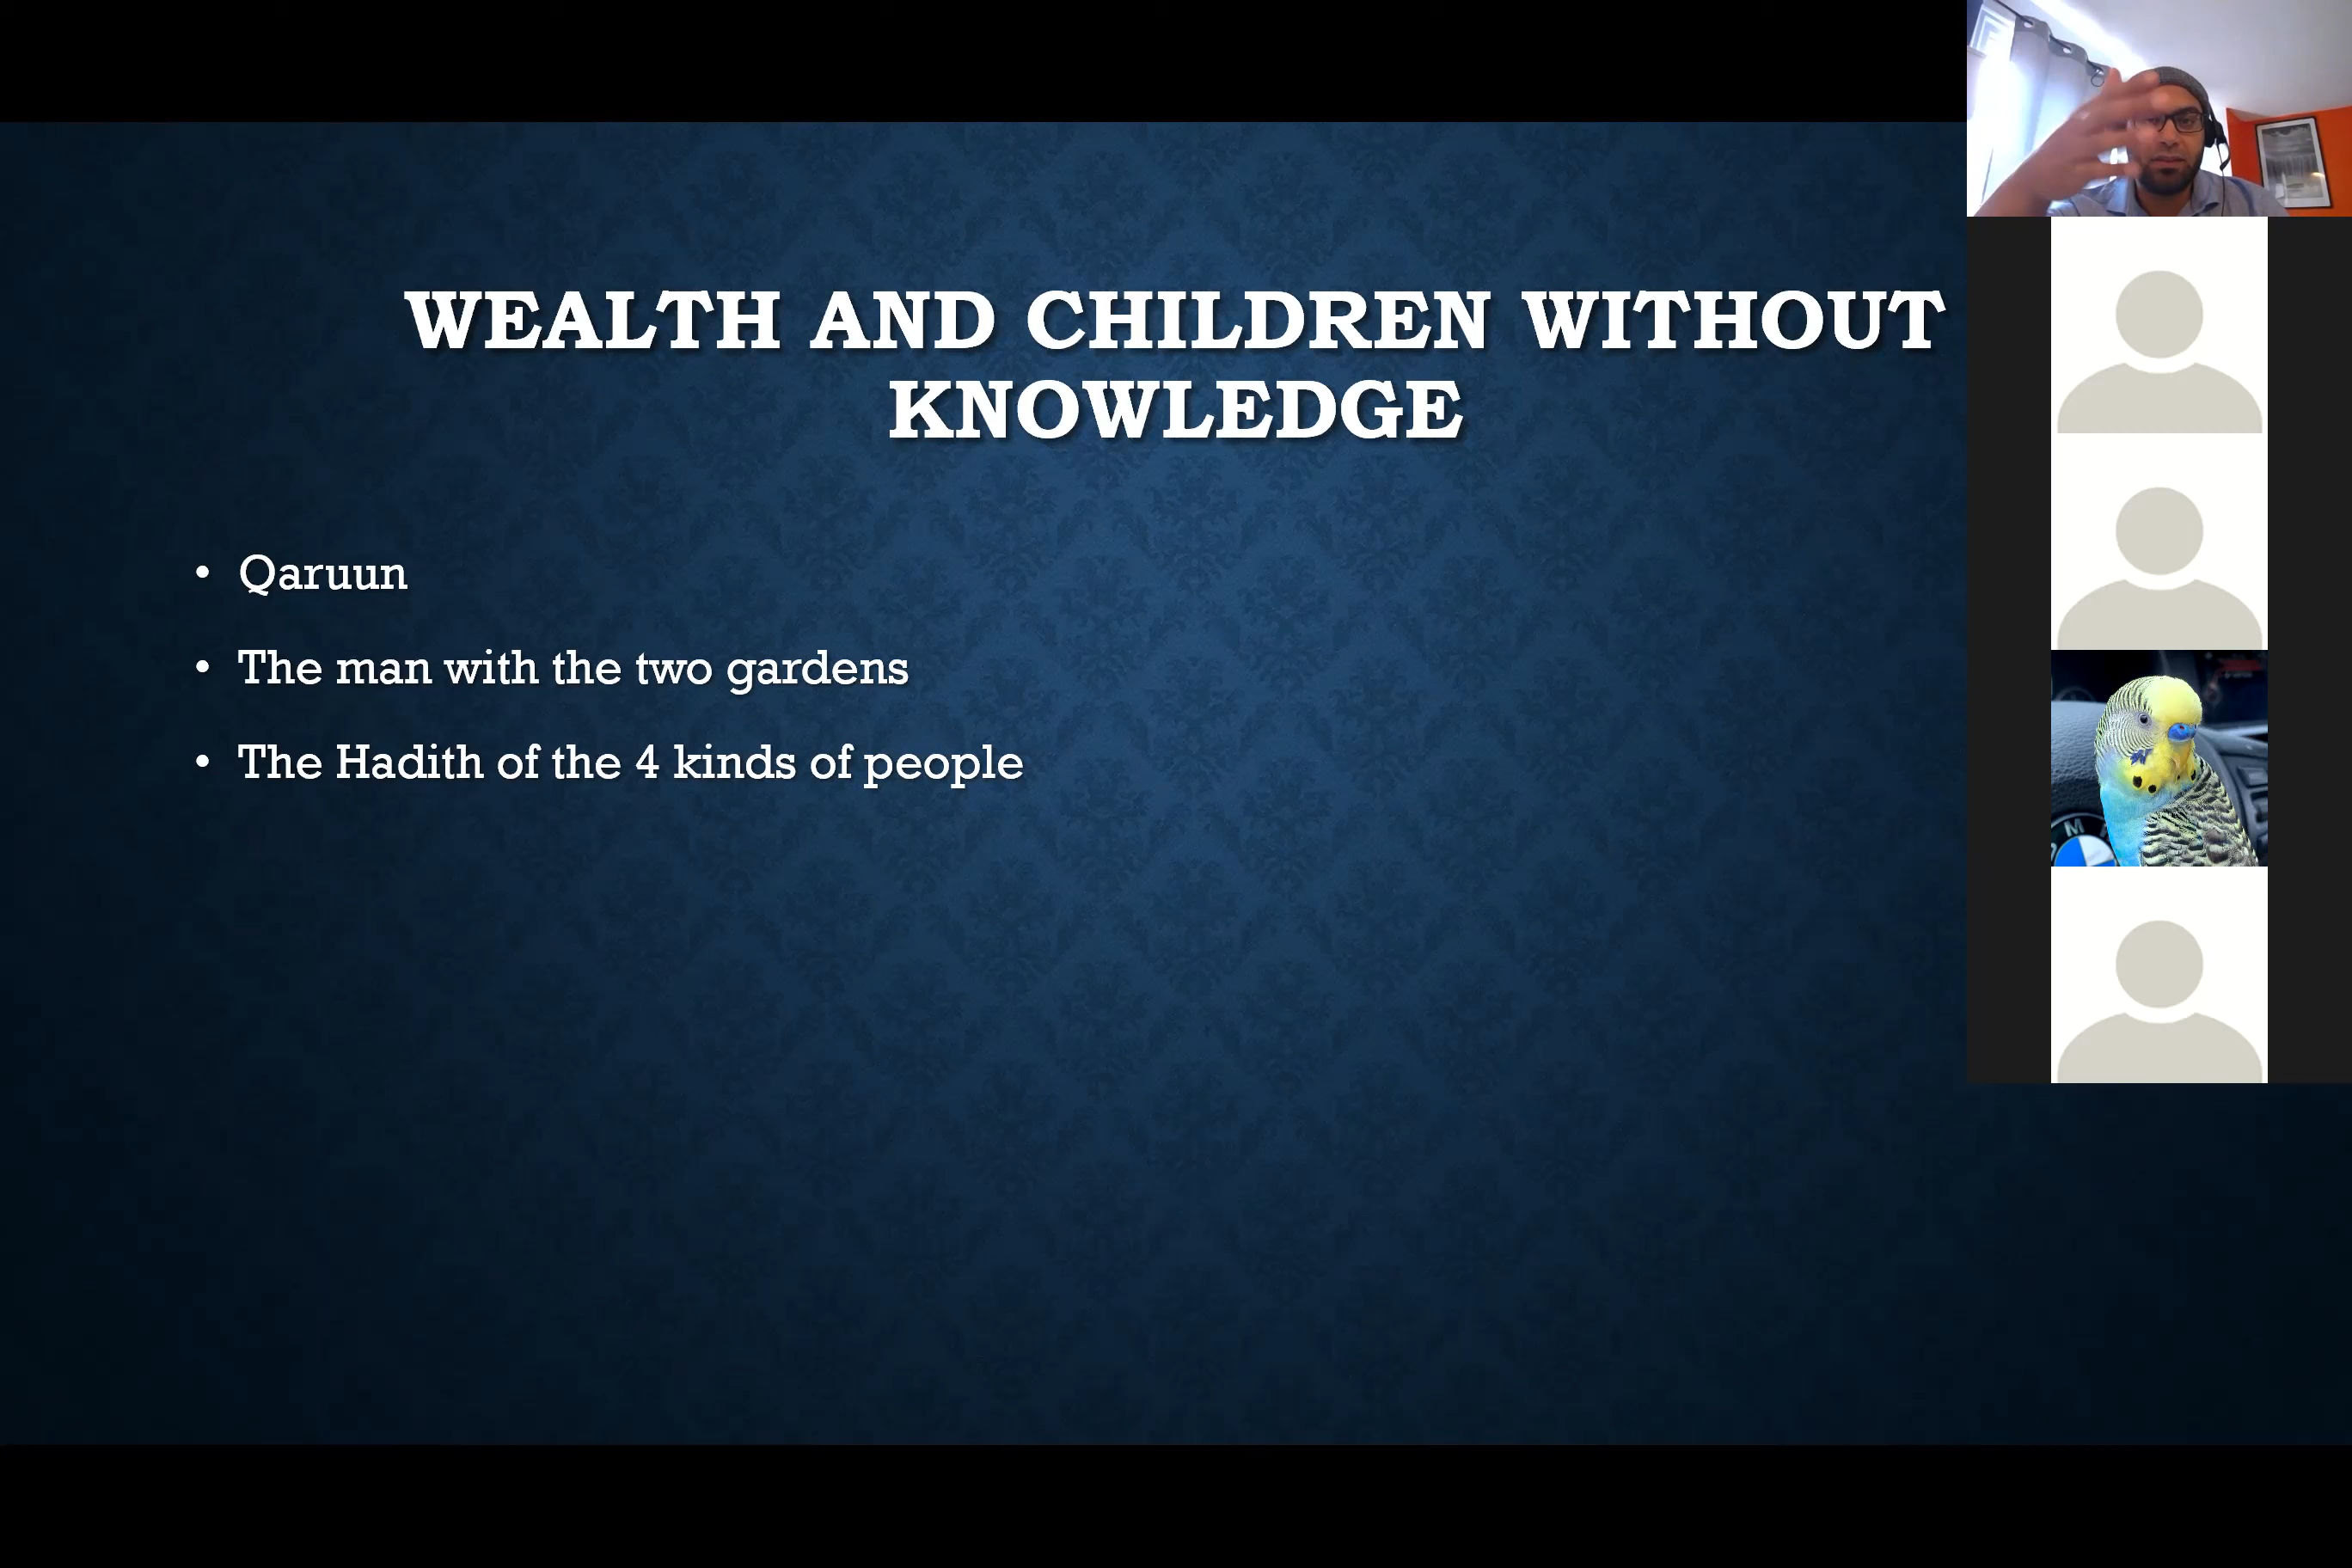 WEALTH AND CHILDREN WITHOUT
KNOWLEDGE
• Qaruun
• The man with the two gardens
• The Hadith of the 4 kinds of people
M